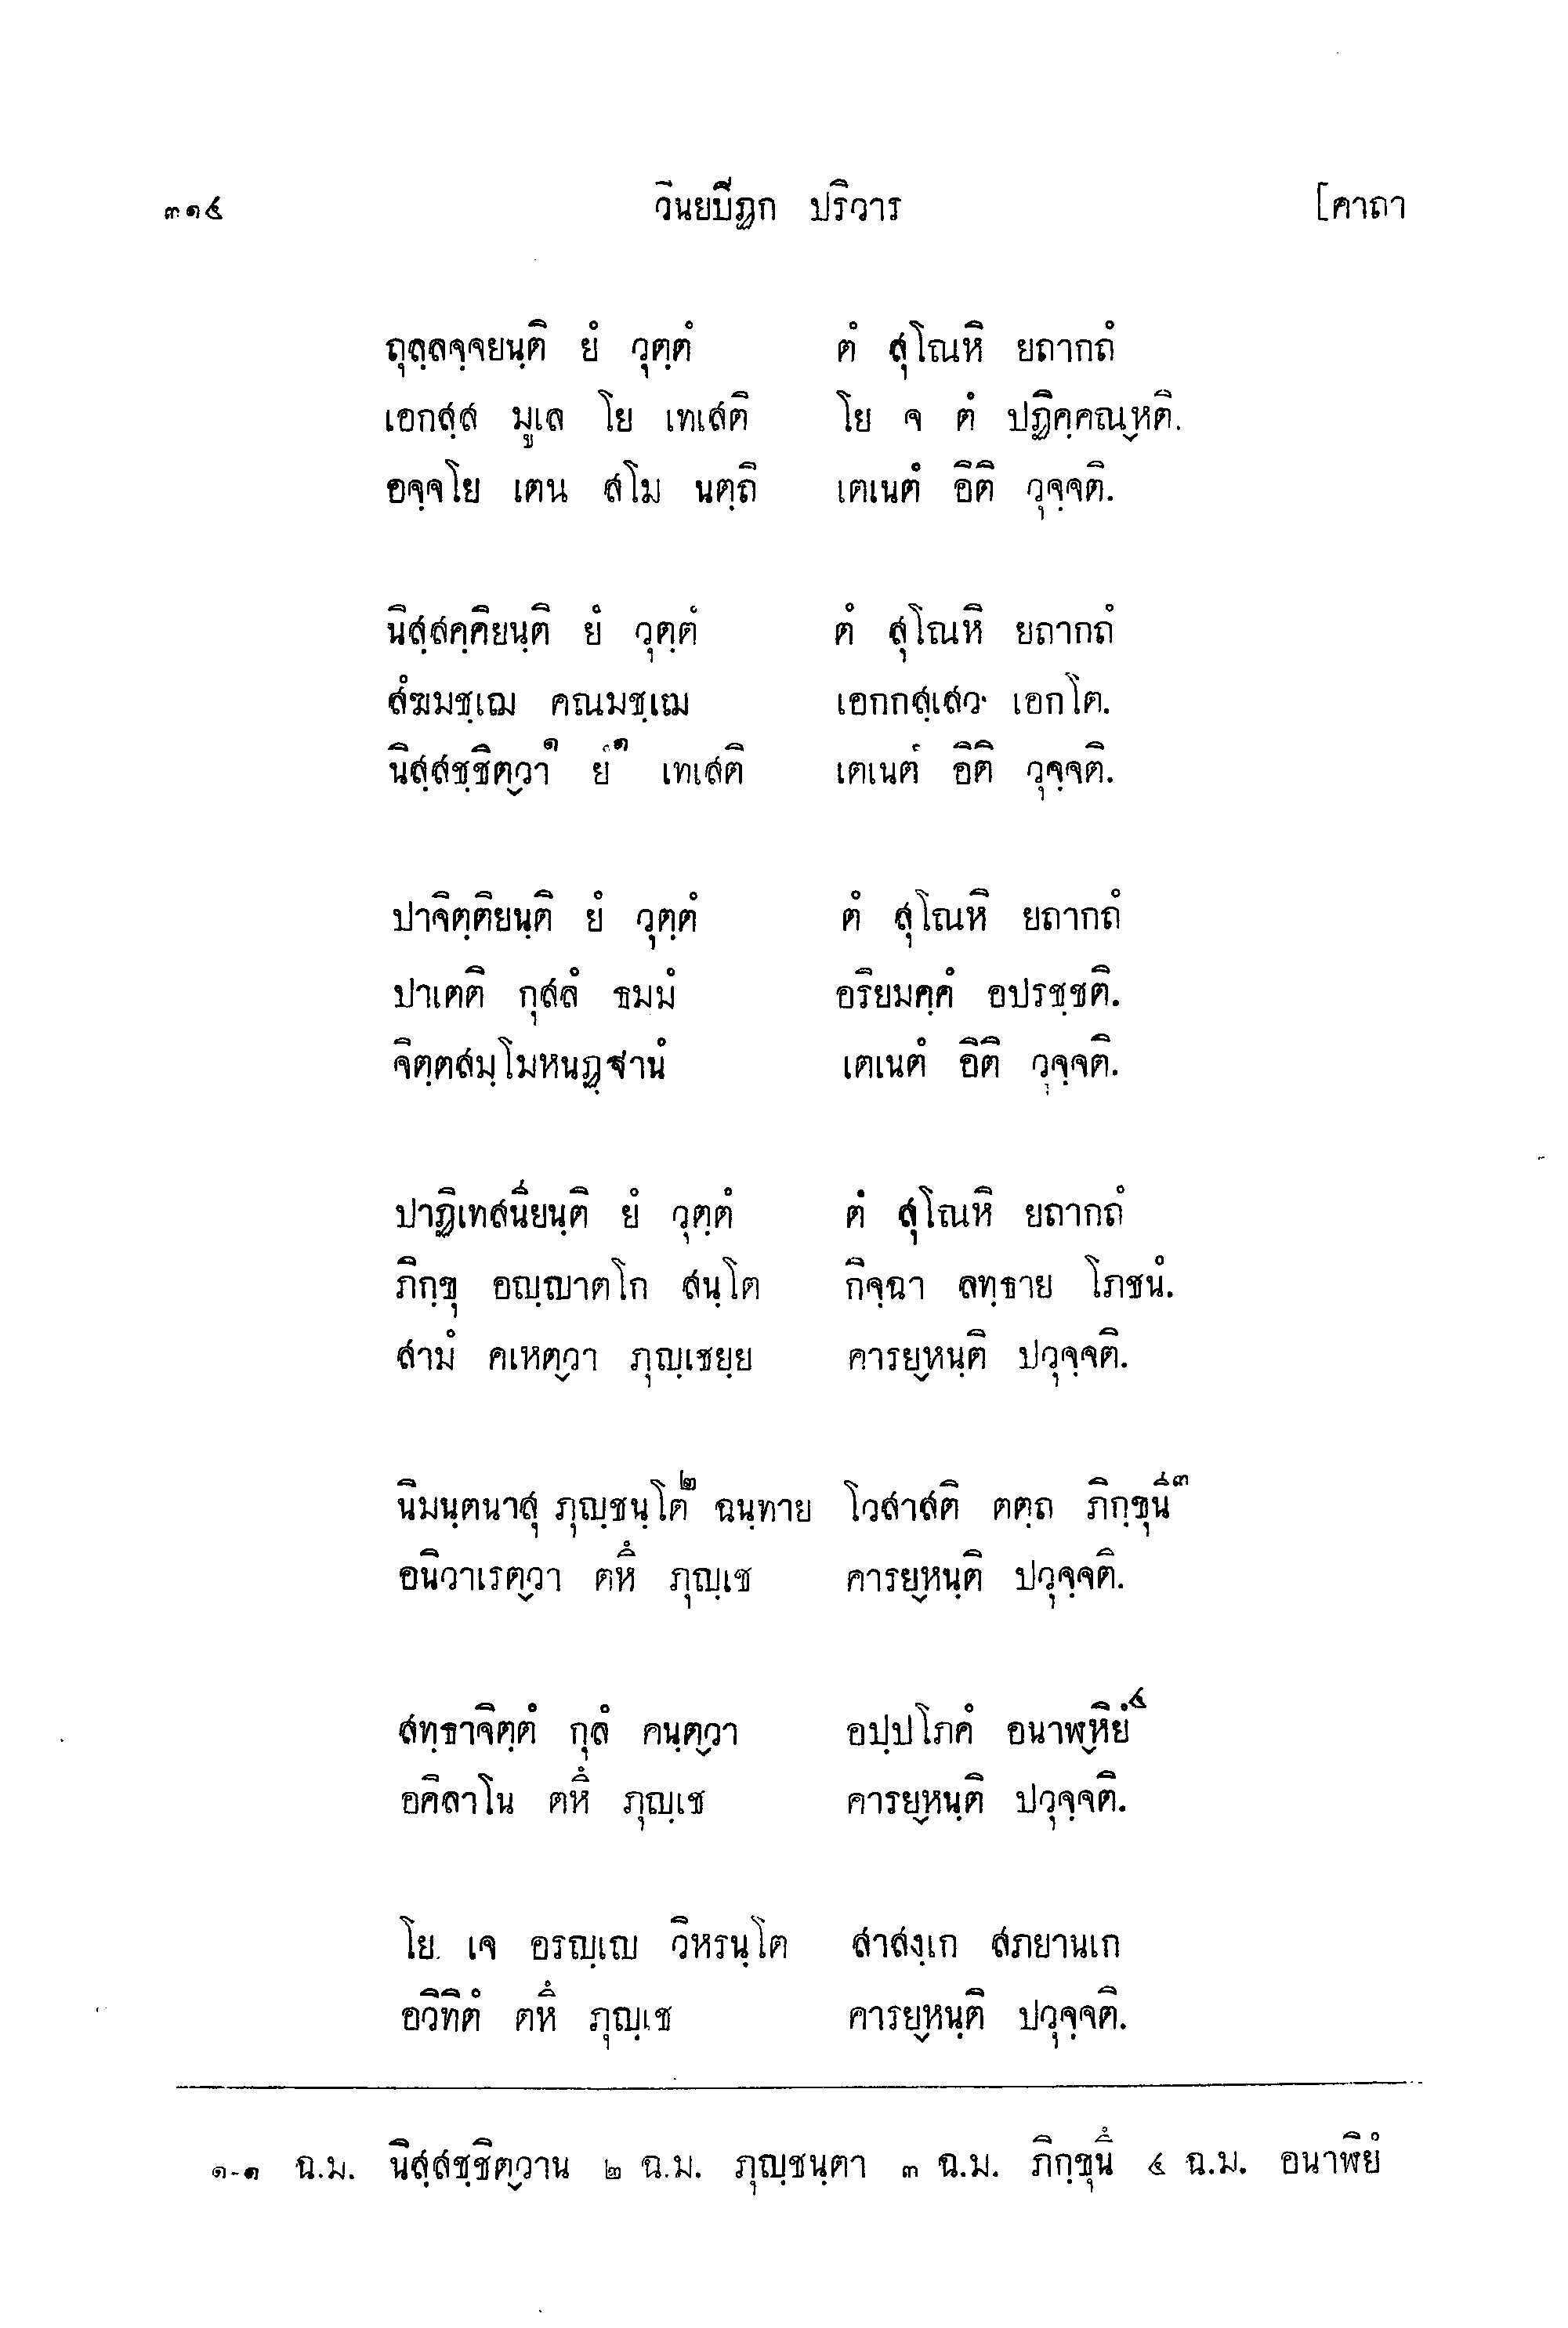 ๓๑๔ วินยปิฏก ปริวาร [คาถา
ถุลฺลจฺจยนฺติ ยํ วุตฺตํ ตํ สุโณหิ ยถากถํ
เอกสฺส มูเล โย เทเสติ โย จ ตํ ปฏิคฺคณฺหติ.
อจฺจโย เตน สโม นตฺถิ เตเนตํ อิติ วุจฺจติ.
นิสฺสคฺคิยนฺติ ยํ วุตฺตํ ตํ สุโณหิ ยถากถํ
สํฆมชฺเฌ คณมชฺเฌ เอกกสฺเสว เอกโต.
นิสฺสชฺชิตฺวา๑ ยํ๑ เทเสติ เตเนตํ อิติ วุจฺจติ.
ปาจิตฺติยนฺติ ยํ วุตฺตํ ตํ สุโณหิ ยถากถํ
ปาเตติ กุสลํ ธมมํ อริยมคฺคํ อปรชฺชติ.
จิตฺตสมฺโมหนฏฺฐานํ เตเนตํ อิติ วุจฺจติ.
ปาฏิเทสนียนฺติ ยํ วุตฺตํ ตํ สุโณหิ ยถากถํ
ภิกฺขุ อญฺญาตโก สนฺโต กิจฺฉา ลทฺธาย โภชนํ.
สามํ คเหตฺวา ภุญฺเชยฺย คารยฺหนฺติ ปวุจฺจติ.
นิมนฺตนาสุ ภุญฺชนฺโต๒ ฉนฺทาย โวสาสติ ตตฺถ ภิกฺขุนี๓
อนิวาเรตฺวา ตหึ ภุญฺเช คารยฺหนฺติ ปวุจฺจติ.
สทฺธาจิตฺตํ กุลํ คนฺตฺวา อปฺปโภคํ อนาพฺหิยํ๔
อคิลาโน ตหึ ภุญฺเช คารยฺหนฺติ ปวุจฺจติ.
โย เจ อรญฺเญ วิหรนฺโต สาสงฺเก สภยานเก
อวิทิตํ ตหึ ภุญฺเช คารยฺหนฺติ ปวุจฺจติ.
๑-๑ ฉ.ม. นิสฺสชฺชิตฺวาน ๒ ฉ.ม. ภุญฺชนฺตา ๓ ฉ.ม. ภิกฺขุนึ ๔ ฉ.ม. อนาพิยํ